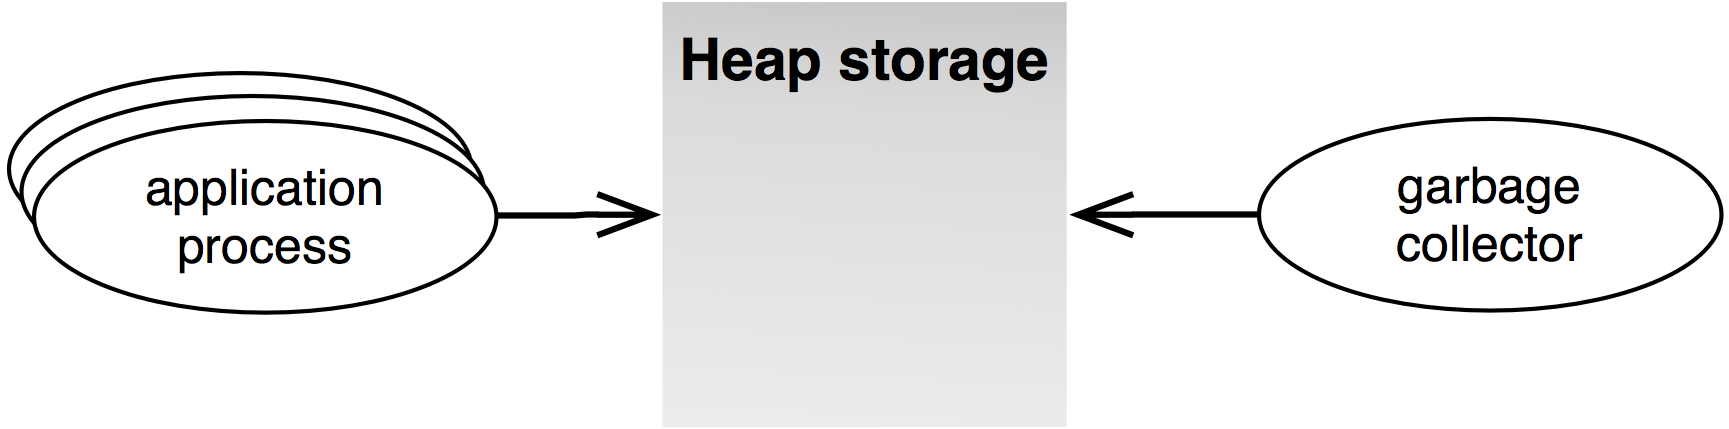 Heap storage
application
process
garbage
collector